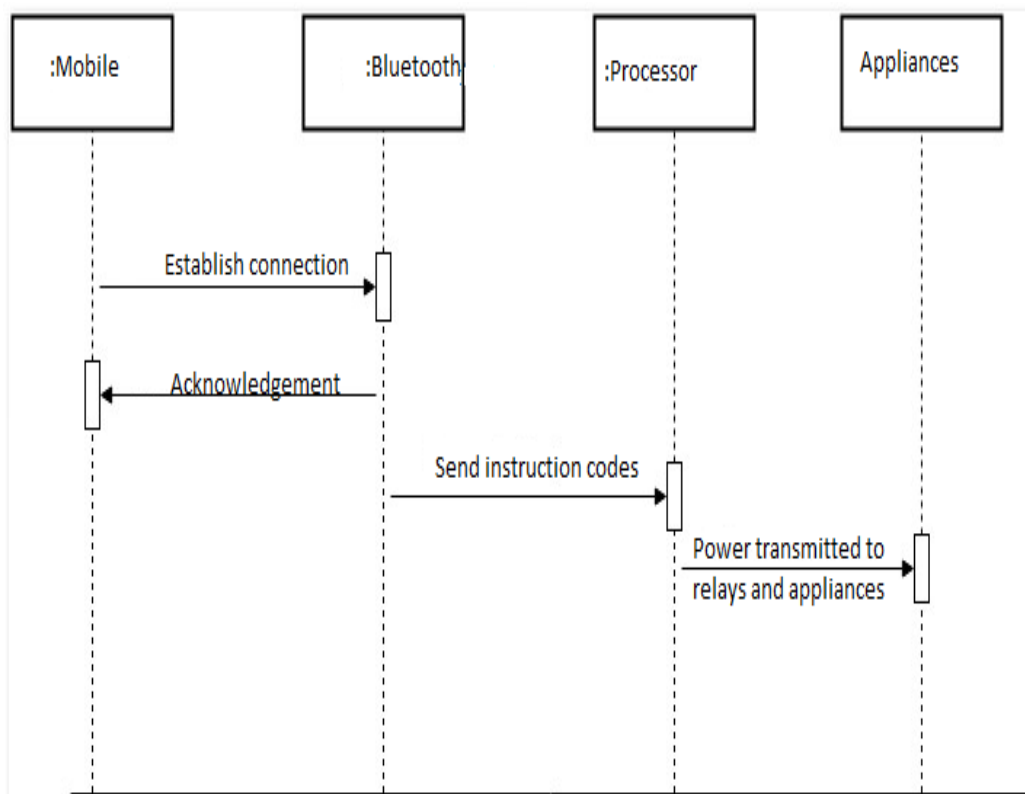 :Mobile
:Bluetooth
:Processor
Appliances
Establish connection
Acknowledgement
Send instruction codes
Power transmitted to
relays and appliances